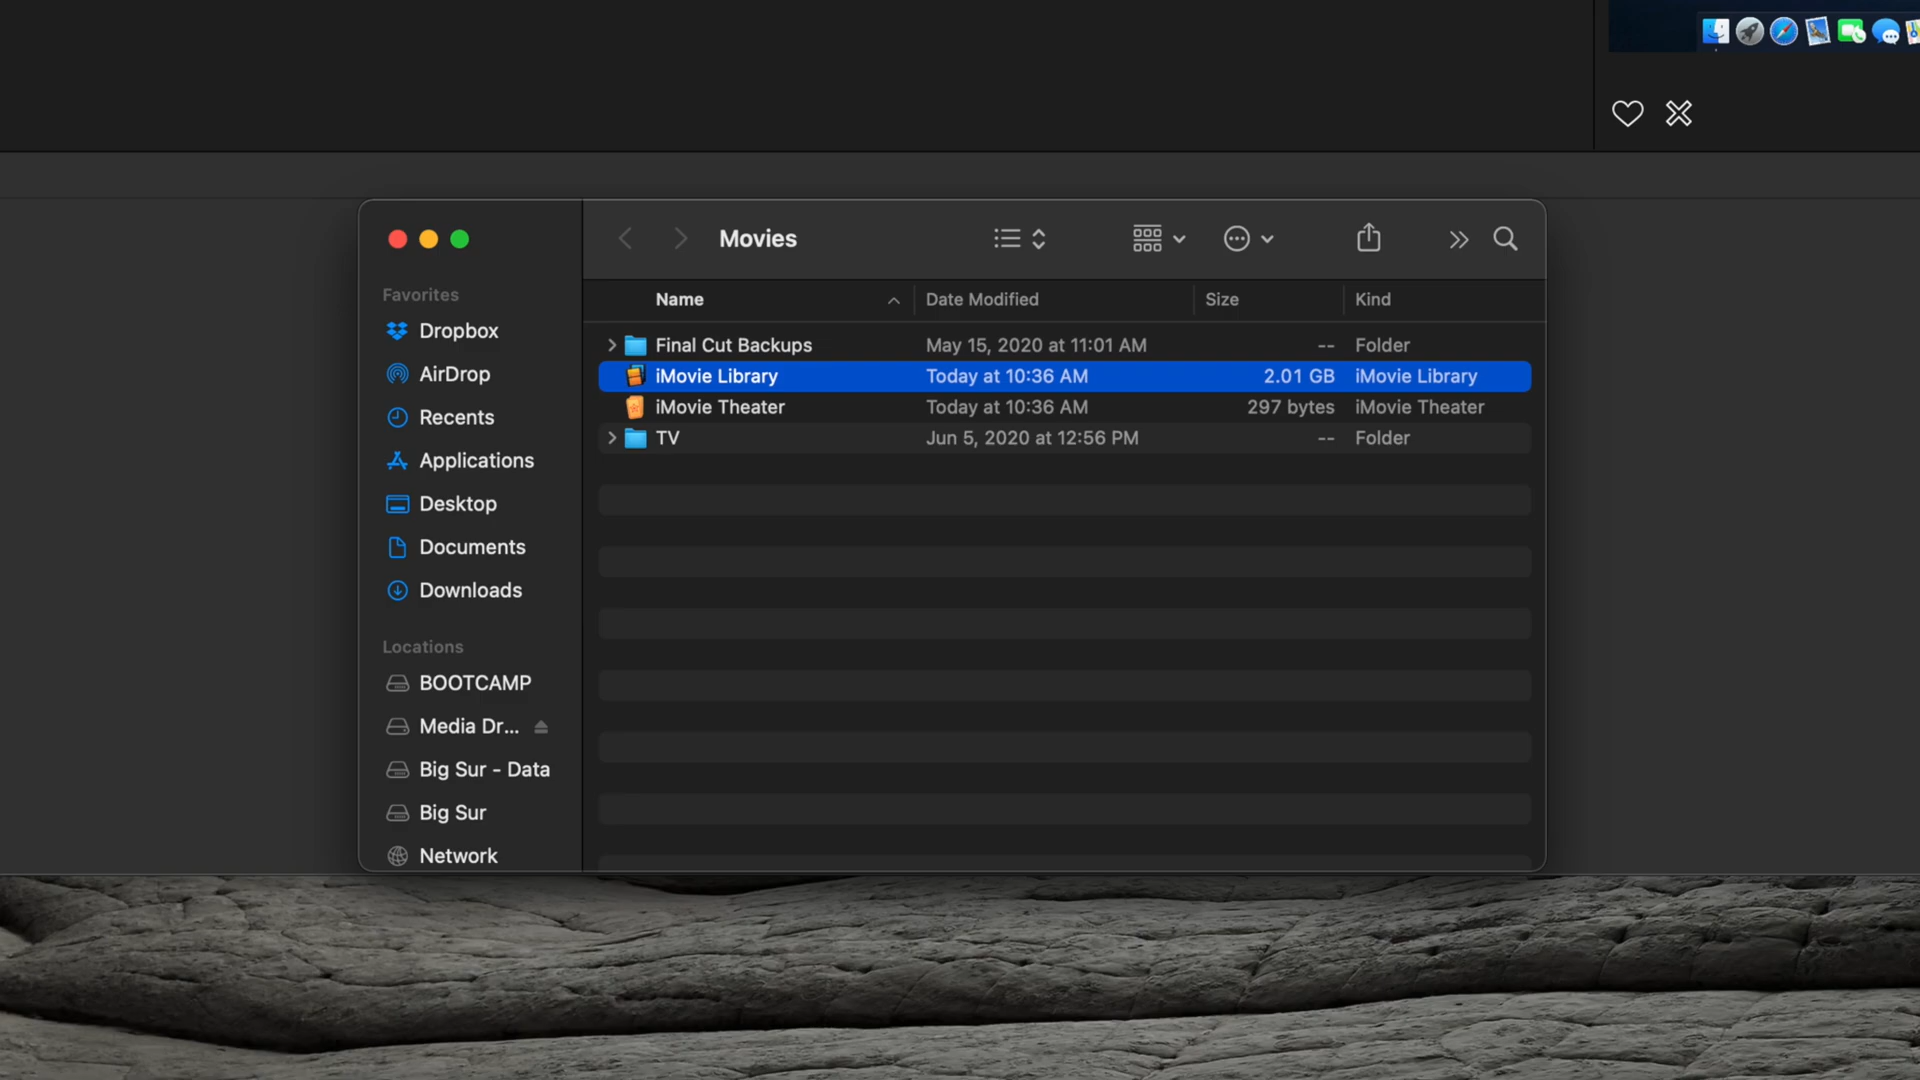 Movies
Favorites
Dropbox
AirDrop
Recents
Applications
Desktop
Documents
Downloads
Locations
BOOTCAMP
Media Dr...
Big Sur - Data
Big Sur
Network
Name Date Modified Size Kind
Final Cut Backups May 15, 2020 at 11:01 AM -- Folder
iMovie Library Today at 10:36 AM 2.01 GB iMovie Library
iMovie Theater Today at 10:36 AM 297 bytes iMovie Theater
TV Jun 5, 2020 at 12:56 PM -- Folder